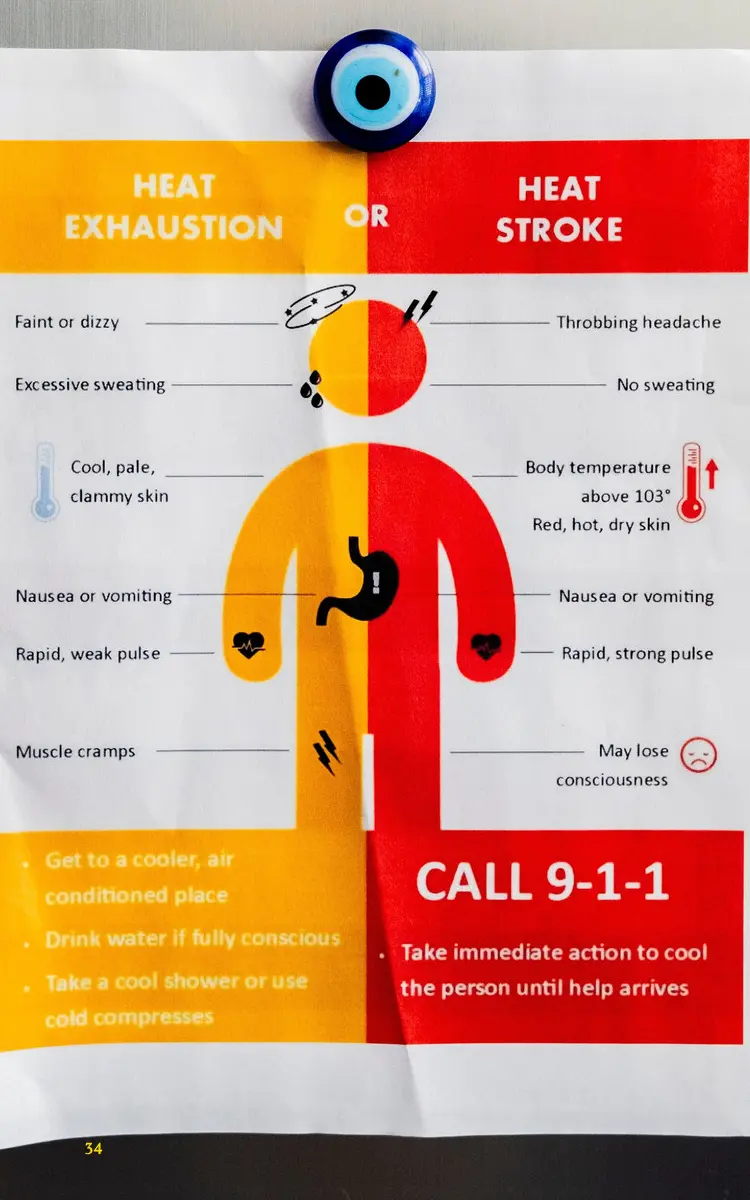 HEAT
EXHAUSTION
OR
HEAT
STROKE
Faint or dizzy
Throbbing headache
Excessive sweating
No sweating
Cool, pale,
clammy skin
Body temperature
above 103°
Red, hot, dry skin
Nausea or vomiting
Nausea or vomiting
Rapid, weak pulse
Rapid, strong pulse
Muscle cramps
May lose
consciousness
• Get to a cooler, air
conditioned place
• Drink water if fully conscious
• Take a cool shower or use
cold compresses
CALL 9-1-1
• Take immediate action to cool
the person until help arrives
34